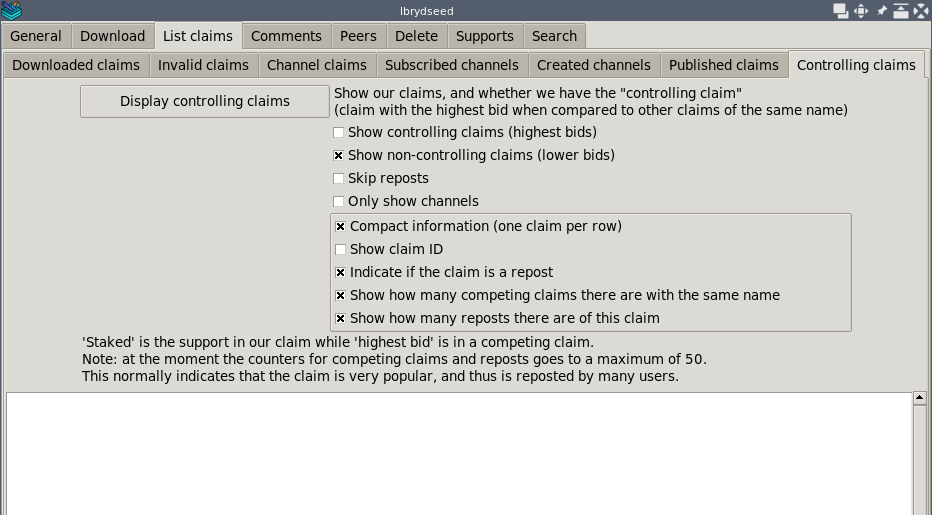 lbrydseed
General Download List claims Comments Peers Delete Supports Search
Downloaded claims Invalid claims Channel claims Subscribed channels Created channels Published claims Controlling claims
Display controlling claims
Show our claims, and whether we have the "controlling claim"
(claim with the highest bid when compared to other claims of the same name)
Show controlling claims (highest bids)
Show non-controlling claims (lower bids)
Skip reposts
Only show channels
Compact information (one claim per row)
Show claim ID
Indicate if the claim is a repost
Show how many competing claims there are with the same name
Show how many reposts there are of this claim
'Staked' is the support in our claim while 'highest bid' is in a competing claim.
Note: at the moment the counters for competing claims and reposts goes to a maximum of 50.
This normally indicates that the claim is very popular, and thus is reposted by many users.